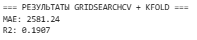 === РЕЗУЛЬТАТЫ GRIDSEARCHCV + KFOLD ===
MAE: 2581.24
R2: 0.1907